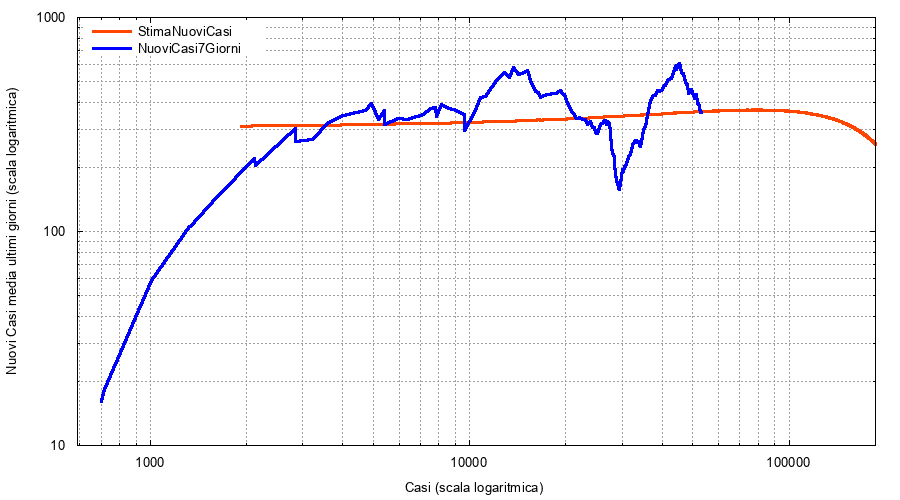 1000
StimaNuoviCasi
NuoviCasi7Giorni
100
10
Nuovi Casi media ultimi giorni (scala logaritmica)
1000
10000
100000
Casi (scala logaritmica)